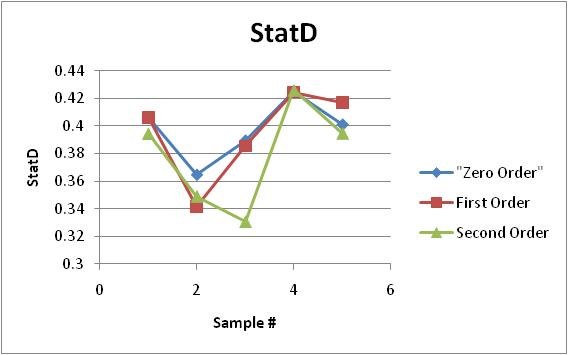 StatD
0.44
0.42
0.4
0.38
0.36
0.34
0.32
0.3
0
2
4
6
StatD
Sample #
"Zero Order"
First Order
Second Order